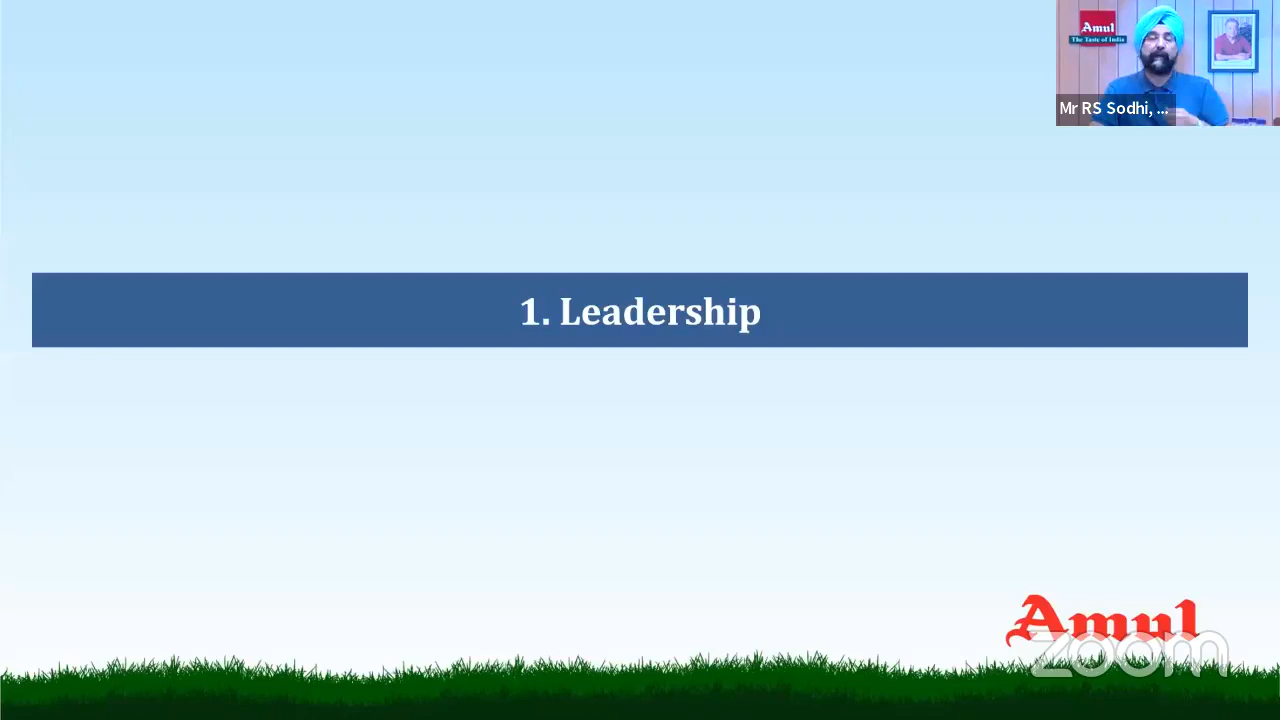 Amul
The Taste of India
Mr RS Sodhi, ...
1. Leadership
Amul
zoom